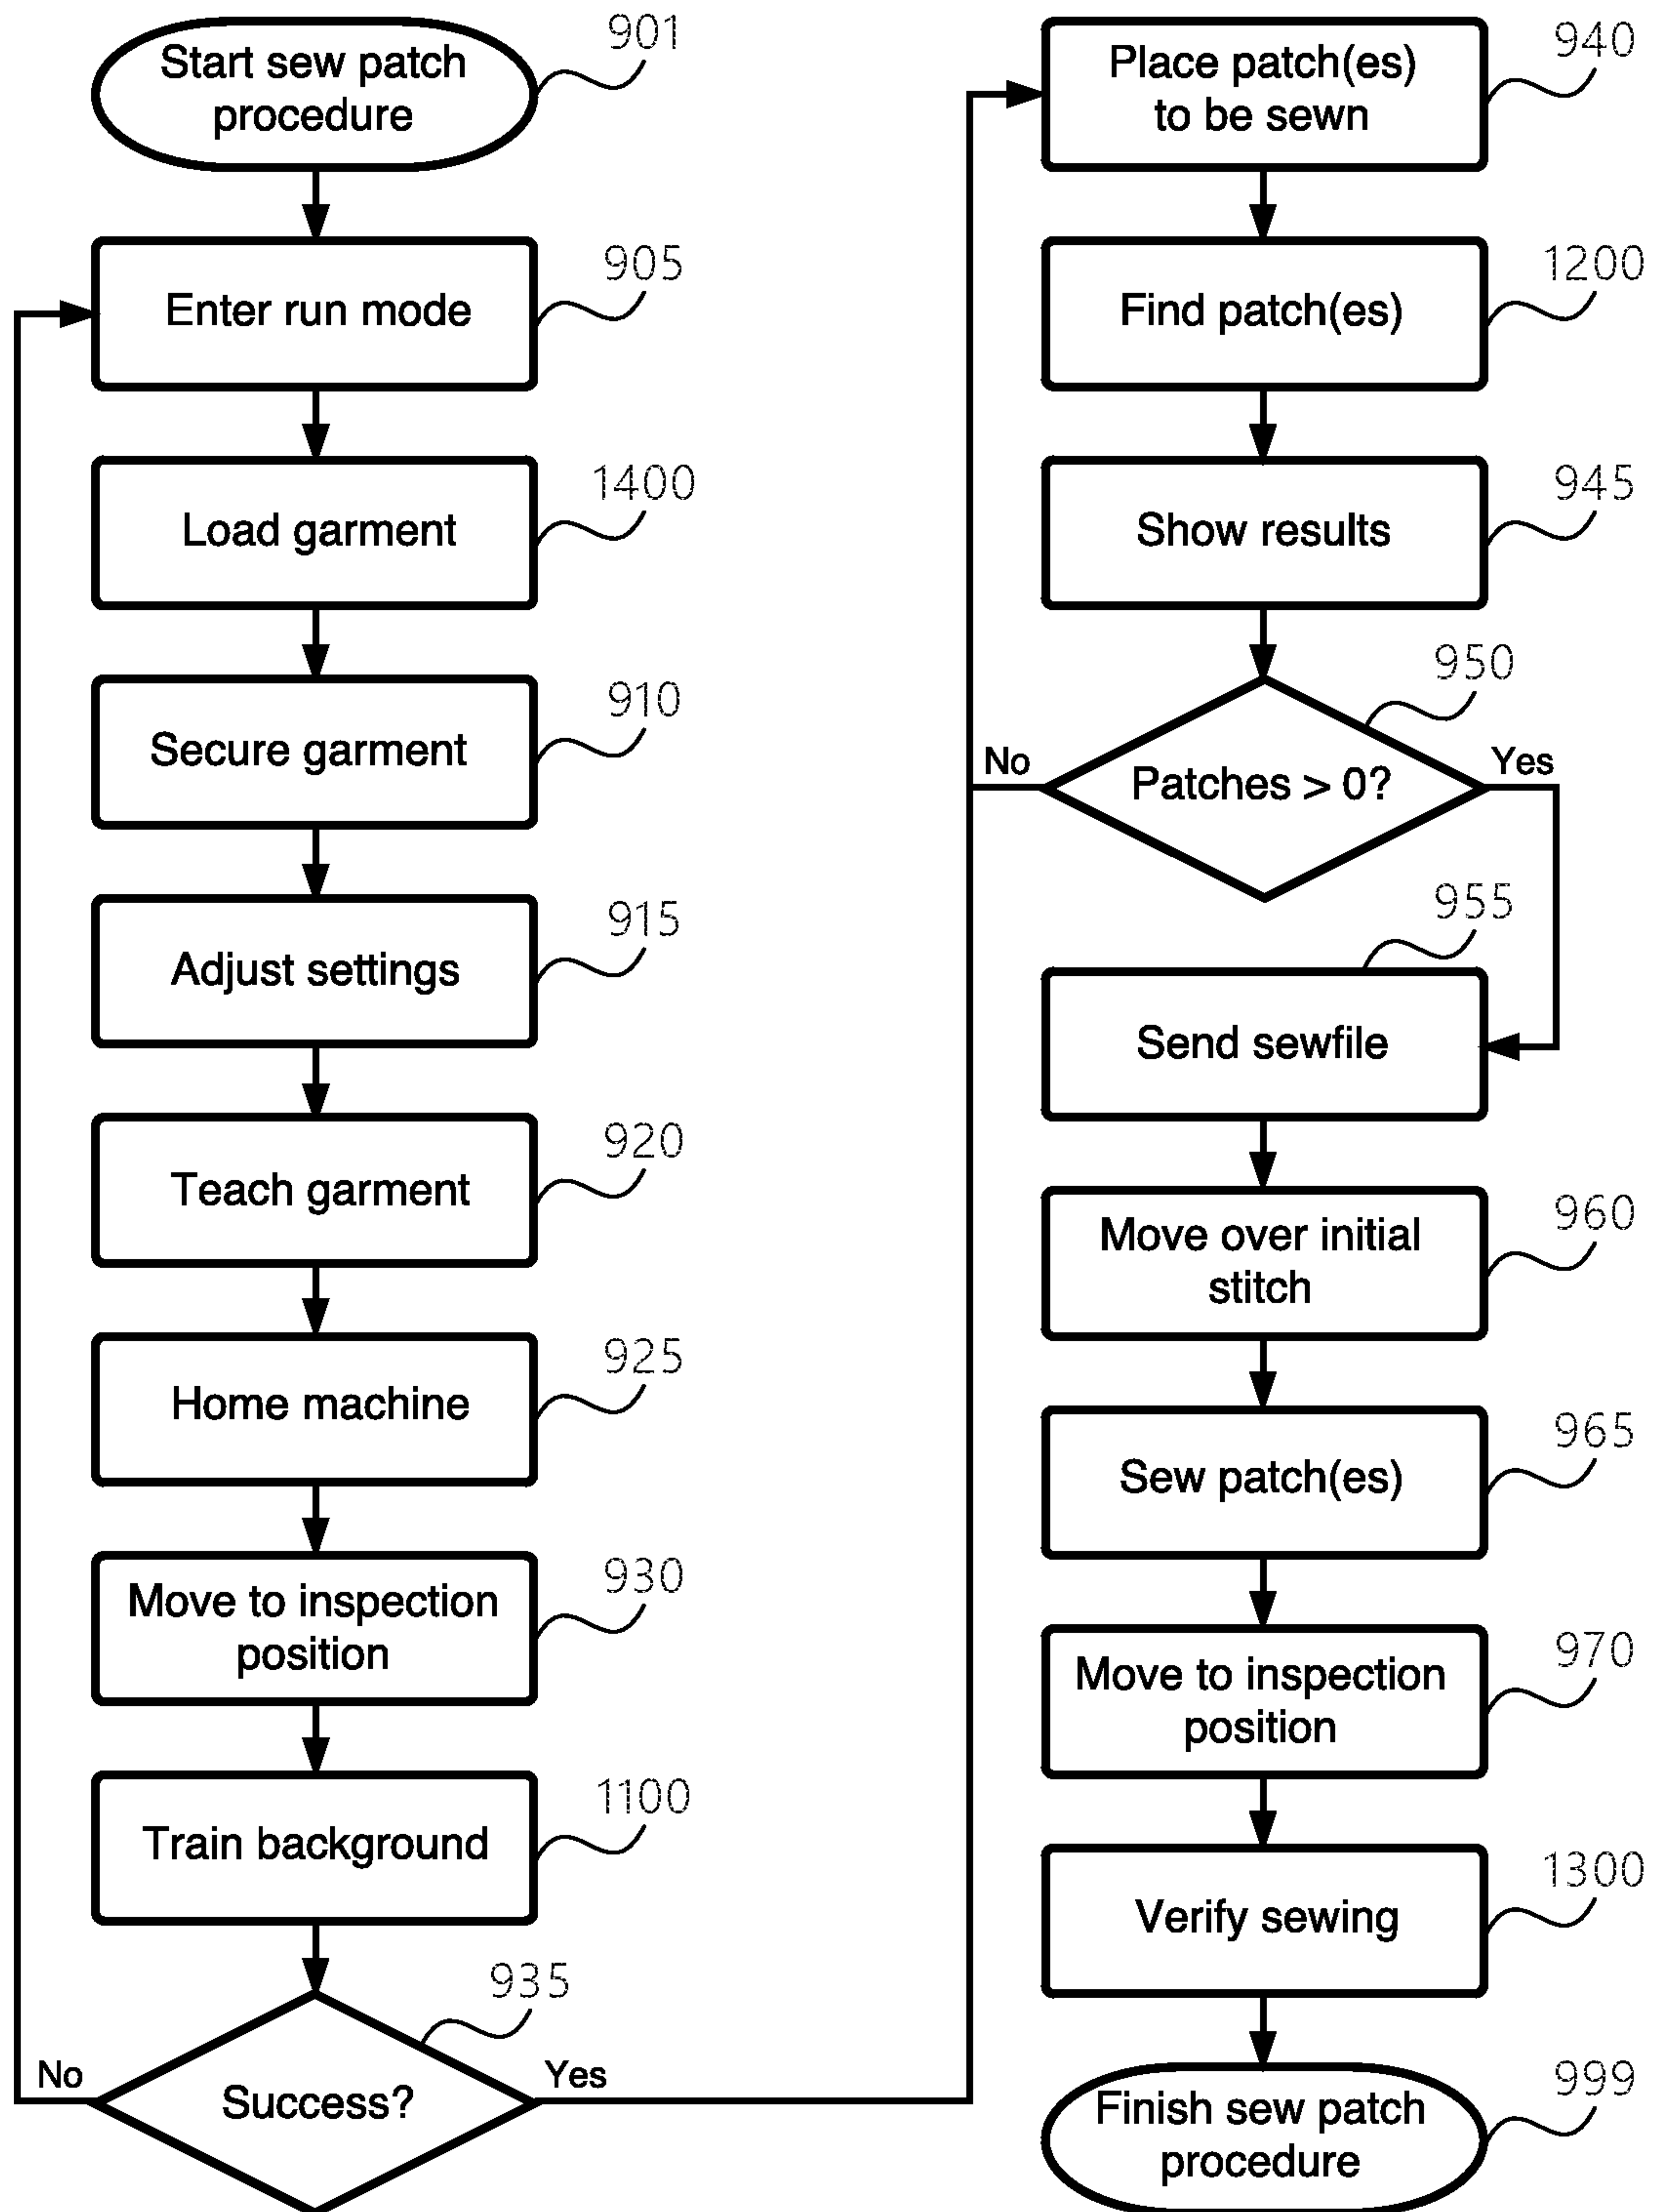 Start sew patch
procedure
901
Enter run mode
905
Load garment
1400
Secure garment
910
Adjust settings
915
Teach garment
920
Home machine
925
Move to inspection
position
930
Train background
1100
Success?
935
No
Yes
Place patch(es)
to be sewn
940
Find patch(es)
1200
Show results
945
Patches > 0?
950
No
Yes
Send sewfile
955
Move over initial
stitch
960
Sew patch(es)
965
Move to inspection
position
970
Verify sewing
1300
Finish sew patch
procedure
999